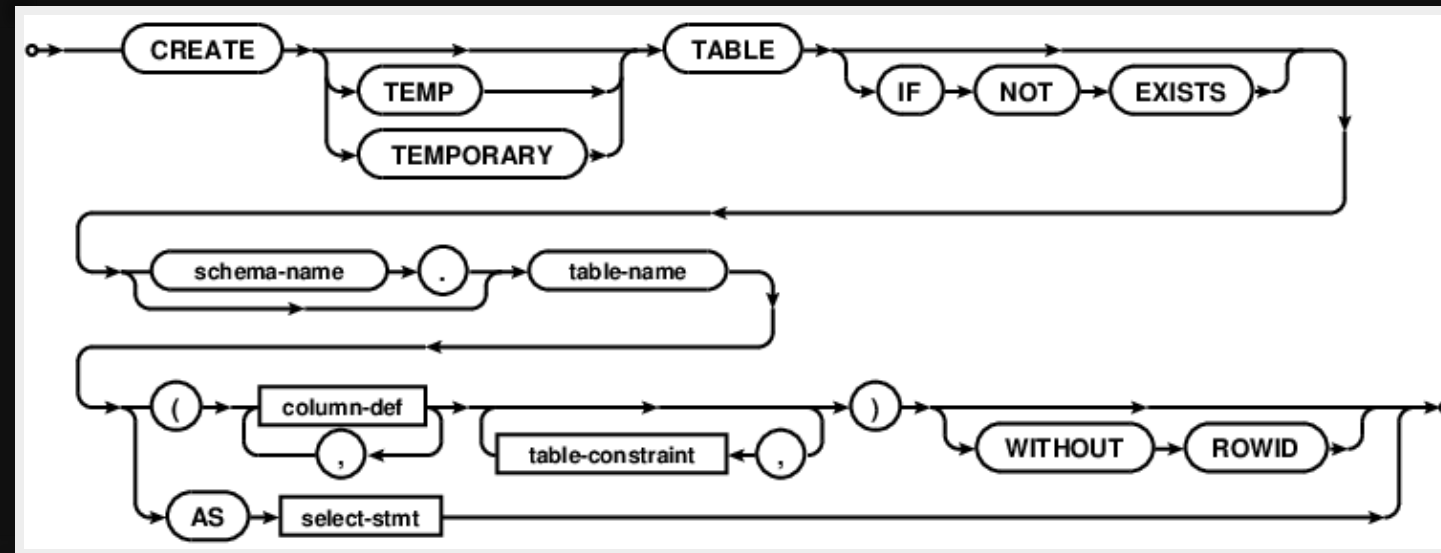 CREATE TABLE
TEMP IF NOT EXISTS
TEMPORARY
schema-name . table-name
( column-def )
, table-constraint , WITHOUT ROWID
AS select-stmt